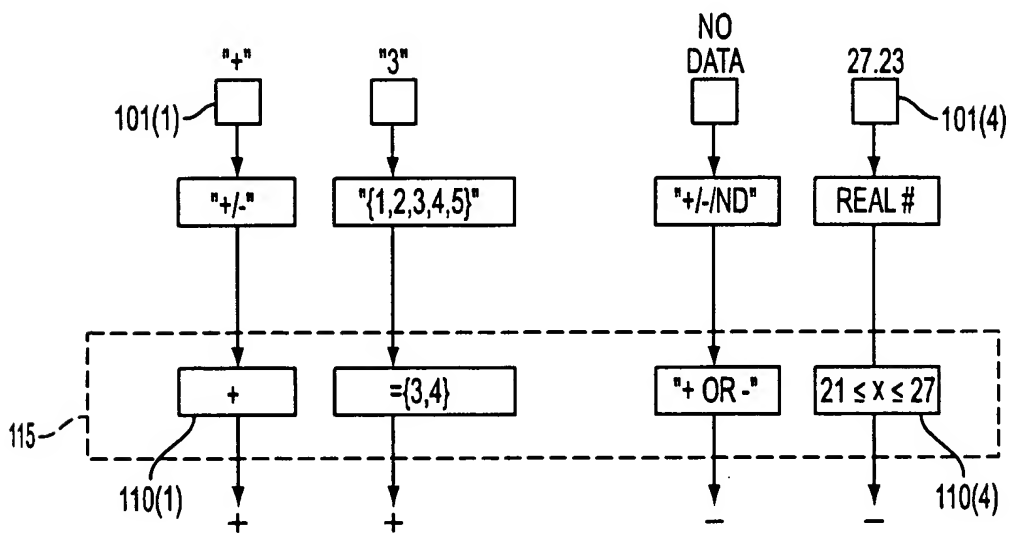 "+"
"3"
NO
DATA
27.23
101(1)
101(4)
"+/-"
"{1,2,3,4,5}"
"+/-/ND"
REAL #
+
={3,4}
"+ OR -"
21 ≤ x ≤ 27
115
110(1)
110(4)
+
+
−
−